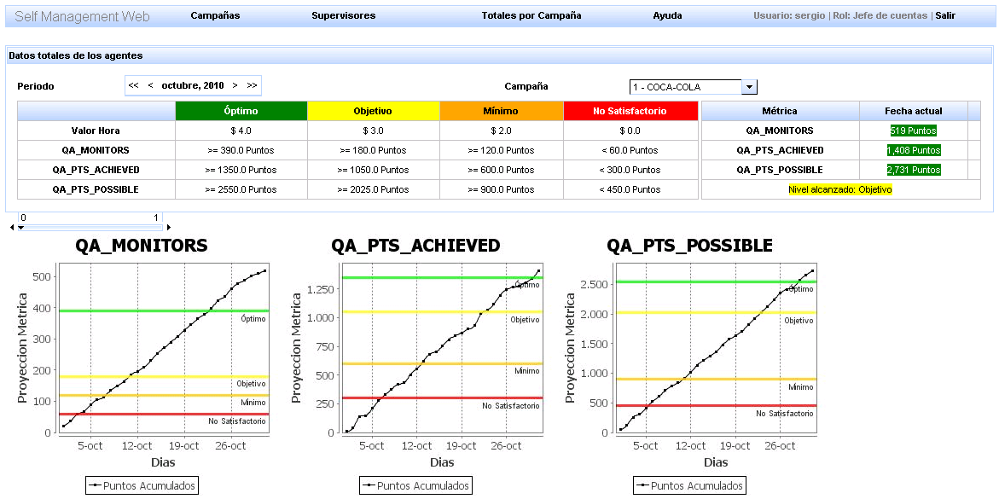 Self Management Web Campañas Supervisores Totales por Campaña Ayuda Usuario: sergio | Rol: Jefe de cuentas | Salir
Datos totales de los agentes
Periodo << < octubre, 2010 > >> Campaña 1 - COCA-COLA
Óptimo Objetivo Mínimo No Satisfactorio Métrica Fecha actual
Valor Hora $ 4.0 $ 3.0 $ 2.0 $ 0.0 QA_MONITORS 519 Puntos
QA_MONITORS >= 390.0 Puntos >= 180.0 Puntos >= 120.0 Puntos < 60.0 Puntos QA_PTS_ACHIEVED 1,408 Puntos
QA_PTS_ACHIEVED >= 1350.0 Puntos >= 1050.0 Puntos >= 600.0 Puntos < 300.0 Puntos QA_PTS_POSSIBLE 2,731 Puntos
QA_PTS_POSSIBLE >= 2550.0 Puntos >= 2025.0 Puntos >= 900.0 Puntos < 450.0 Puntos Nivel alcanzado: Objetivo
0 1
QA_MONITORS
Proyeccion Metrica
500
400
300
200
100
0
Óptimo
Objetivo
Mínimo
No Satisfactorio
5-oct 12-oct 19-oct 26-oct
Dias
Puntos Acumulados
QA_PTS_ACHIEVED
Proyeccion Metrica
1.250
1.000
750
500
250
0
Óptimo
Objetivo
Mínimo
No Satisfactorio
5-oct 12-oct 19-oct 26-oct
Dias
Puntos Acumulados
QA_PTS_POSSIBLE
Proyeccion Metrica
2.500
2.000
1.500
1.000
500
0
Óptimo
Objetivo
Mínimo
No Satisfactorio
5-oct 12-oct 19-oct 26-oct
Dias
Puntos Acumulados